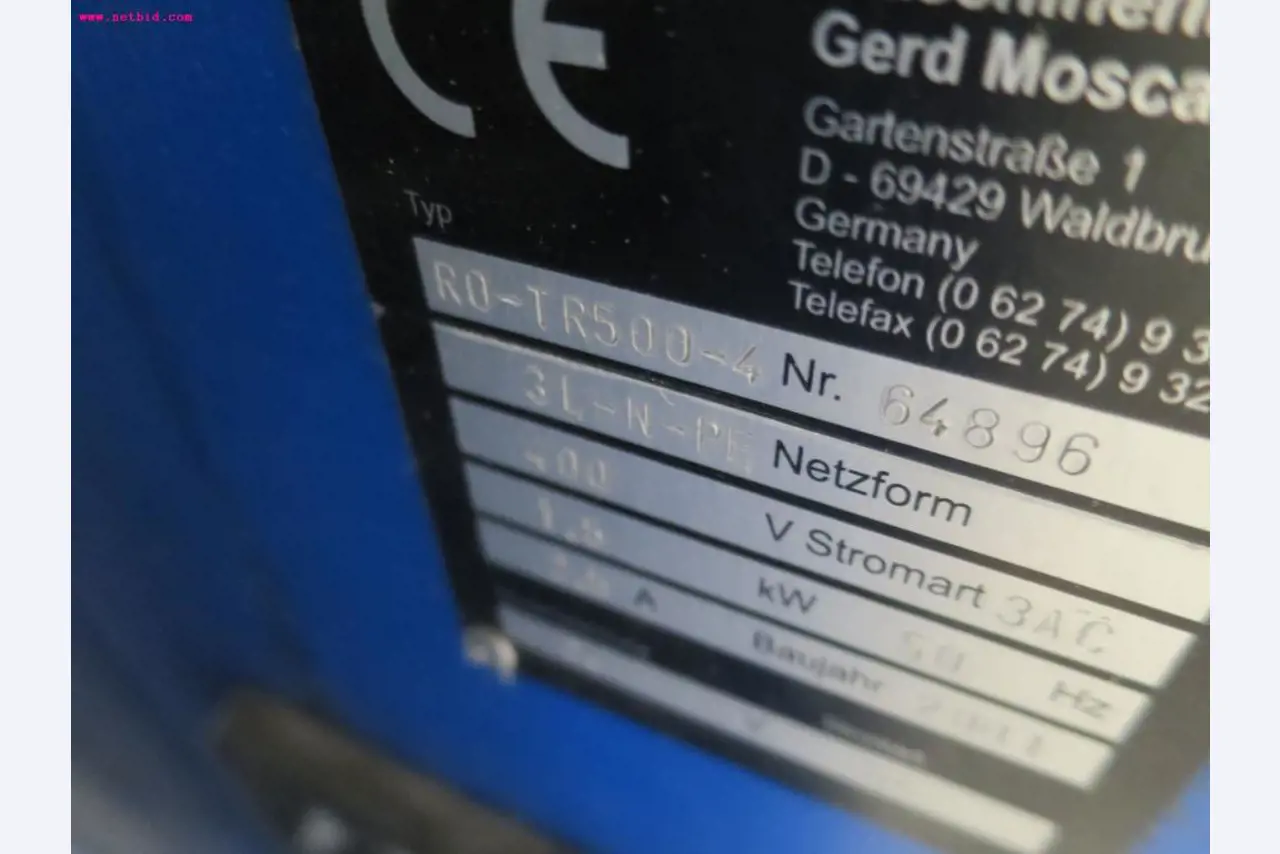 www.netbid.com
Gerd Mosca
Gartenstraße 1
D - 69429 Waldbru
Germany
Telefon (0 62 74) 9 3
Telefax (0 62 74) 9 32
CE
Typ
RO-TR500-4 Nr. 64896
3L-N-PE Netzform
400 V Stromart 3AC
kW 50 Hz
A Baujahr